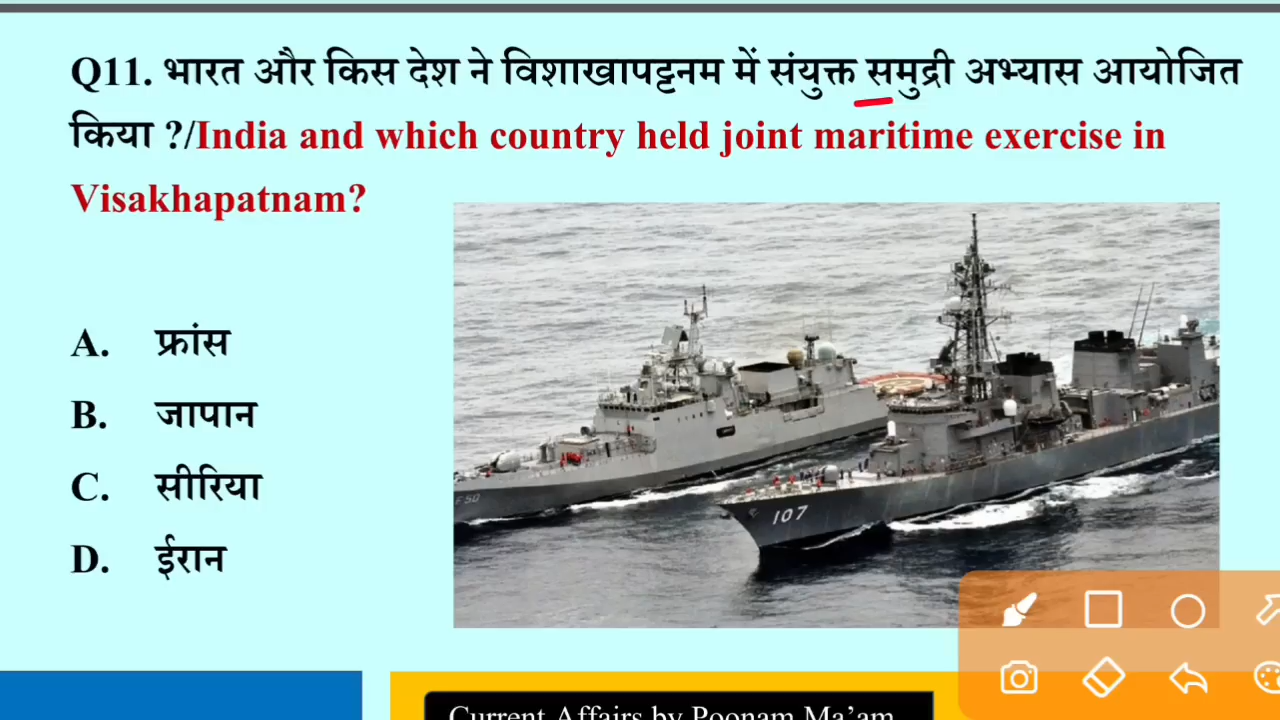 Q11. भारत और किस देश ने विशाखापट्टनम में संयुक्त समुद्री अभ्यास आयोजित
किया ?/India and which country held joint maritime exercise in
Visakhapatnam?
A. फ्रांस
B. जापान
C. सीरिया
D. ईरान
F 50
107
Current Affairs by Poonam Ma'am